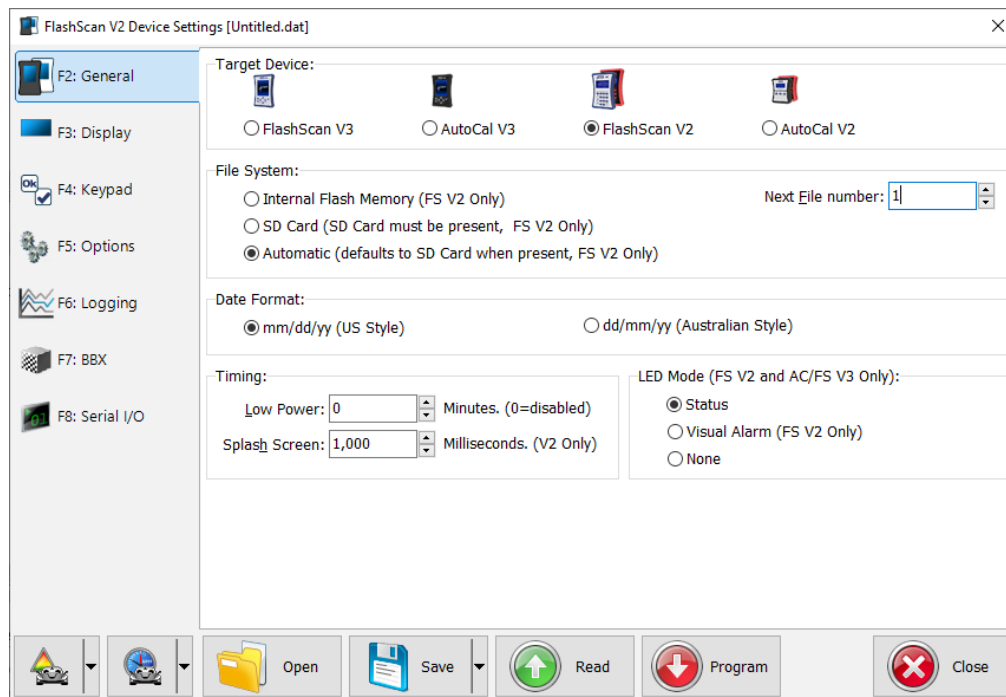 FlashScan V2 Device Settings [Untitled.dat]
F2: General
F3: Display
F4: Keypad
F5: Options
F6: Logging
F7: BBX
F8: Serial I/O
Target Device:
FlashScan V3
AutoCal V3
FlashScan V2
AutoCal V2
File System:
Internal Flash Memory (FS V2 Only)
Next File number: 1
SD Card (SD Card must be present,  FS V2 Only)
Automatic (defaults to SD Card when present, FS V2 Only)
Date Format:
mm/dd/yy (US Style)
dd/mm/yy (Australian Style)
Timing:
Low Power: 0 Minutes. (0=disabled)
Splash Screen: 1,000 Milliseconds. (V2 Only)
LED Mode (FS V2 and AC/FS V3 Only):
Status
Visual Alarm (FS V2 Only)
None
Open
Save
Read
Program
Close